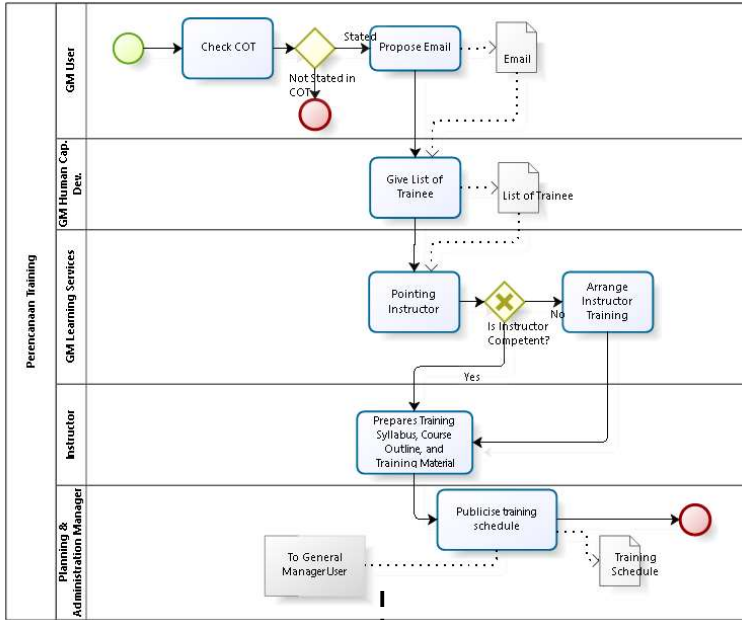 Perencanaan Training
GM User
Check COT
Stated
Not Stated in
COT
Propose Email
Email
GM Human Cap.
Dev.
Give List of
Trainee
List of Trainee
GM Learning Services
Pointing
Instructor
Is Instructor
Competent?
No
Yes
Arrange
Instructor
Training
Instructor
Prepares Training
Syllabus, Course
Outline, and
Training Material
Planning &
Administration Manager
Publicise training
schedule
To General
ManagerUser
Training
Schedule